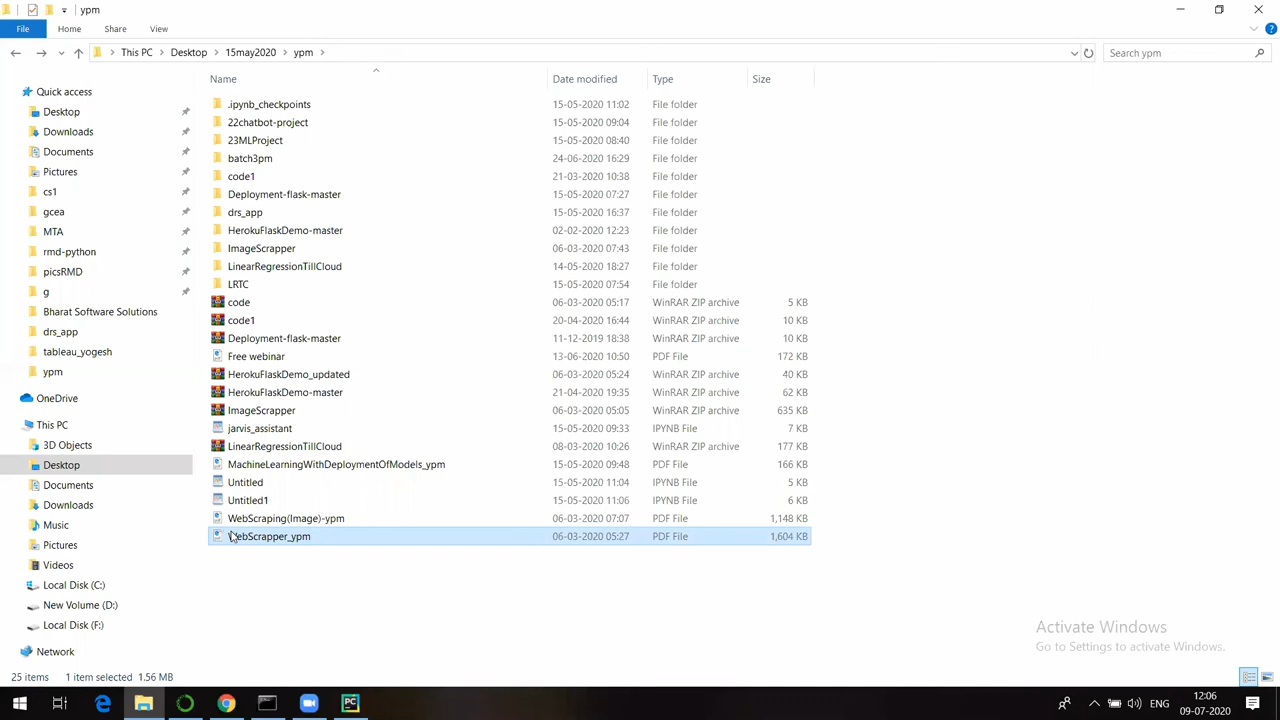 ypm
File
Home
Share
View
This PC
Desktop
15may2020
ypm
Search ypm
Name
Date modified
Type
Size
Quick access
Desktop
Downloads
Documents
Pictures
cs1
gcea
MTA
rmd-python
picsRMD
g
Bharat Software Solutions
drs_app
tableau_yogesh
ypm
OneDrive
This PC
3D Objects
Desktop
Documents
Downloads
Music
Pictures
Videos
Local Disk (C:)
New Volume (D:)
Local Disk (F:)
Network
.ipynb_checkpoints 15-05-2020 11:02 File folder
22chatbot-project 15-05-2020 09:04 File folder
23MLProject 15-05-2020 08:40 File folder
batch3pm 24-06-2020 16:29 File folder
code1 21-03-2020 10:38 File folder
Deployment-flask-master 15-05-2020 07:27 File folder
drs_app 15-05-2020 16:37 File folder
HerokuFlaskDemo-master 02-02-2020 12:23 File folder
ImageScrapper 06-03-2020 07:43 File folder
LinearRegressionTillCloud 14-05-2020 18:27 File folder
LRTC 15-05-2020 07:54 File folder
code 06-03-2020 05:17 WinRAR ZIP archive 5 KB
code1 20-04-2020 16:44 WinRAR ZIP archive 10 KB
Deployment-flask-master 11-12-2019 18:38 WinRAR ZIP archive 10 KB
Free webinar 13-06-2020 10:50 PDF File 172 KB
HerokuFlaskDemo_updated 06-03-2020 05:24 WinRAR ZIP archive 40 KB
HerokuFlaskDemo-master 21-04-2020 19:35 WinRAR ZIP archive 62 KB
ImageScrapper 06-03-2020 05:05 WinRAR ZIP archive 635 KB
jarvis_assistant 15-05-2020 09:33 IPYNB File 7 KB
LinearRegressionTillCloud 08-03-2020 10:26 WinRAR ZIP archive 177 KB
MachineLearningWithDeploymentOfModels_ypm 15-05-2020 09:48 PDF File 166 KB
Untitled 15-05-2020 11:04 IPYNB File 5 KB
Untitled1 15-05-2020 11:06 IPYNB File 6 KB
WebScraping(Image)-ypm 06-03-2020 07:07 PDF File 1,148 KB
WebScrapper_ypm 06-03-2020 05:27 PDF File 1,604 KB
Activate Windows
Go to Settings to activate Windows.
25 items 1 item selected 1.56 MB
PC
ENG
12:06
09-07-2020